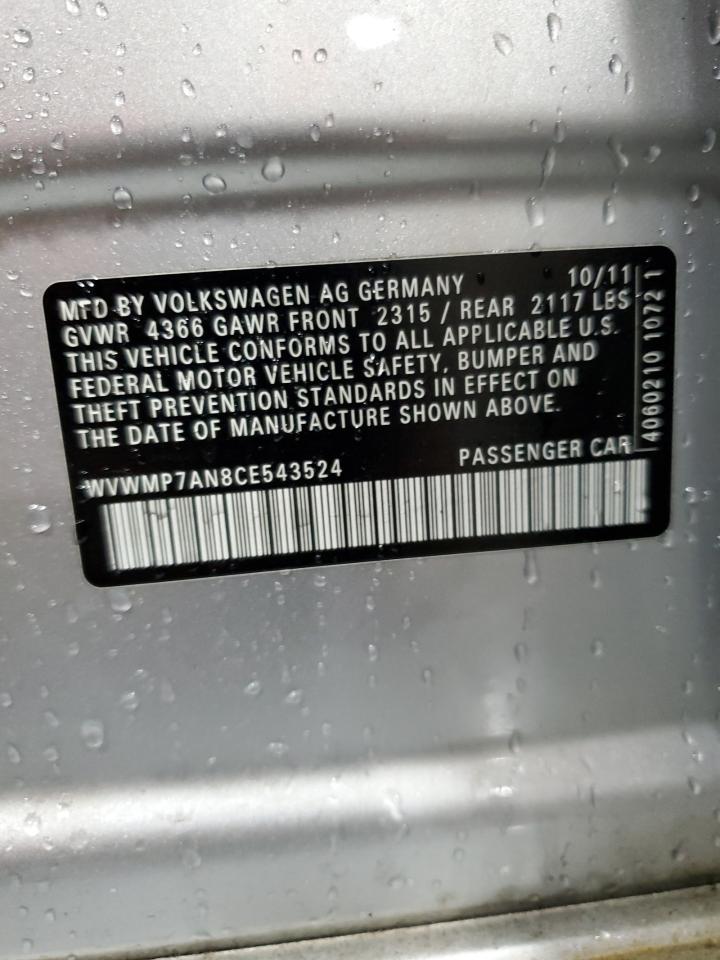 MFD BY VOLKSWAGEN AG GERMANY 10/11
GVWR 4366 GAWR FRONT 2315 / REAR 2117 LBS
THIS VEHICLE CONFORMS TO ALL APPLICABLE U.S.
FEDERAL MOTOR VEHICLE SAFETY, BUMPER AND
THEFT PREVENTION STANDARDS IN EFFECT ON
THE DATE OF MANUFACTURE SHOWN ABOVE.
WVWMP7AN8CE543524 PASSENGER CAR
4060210 1072 1